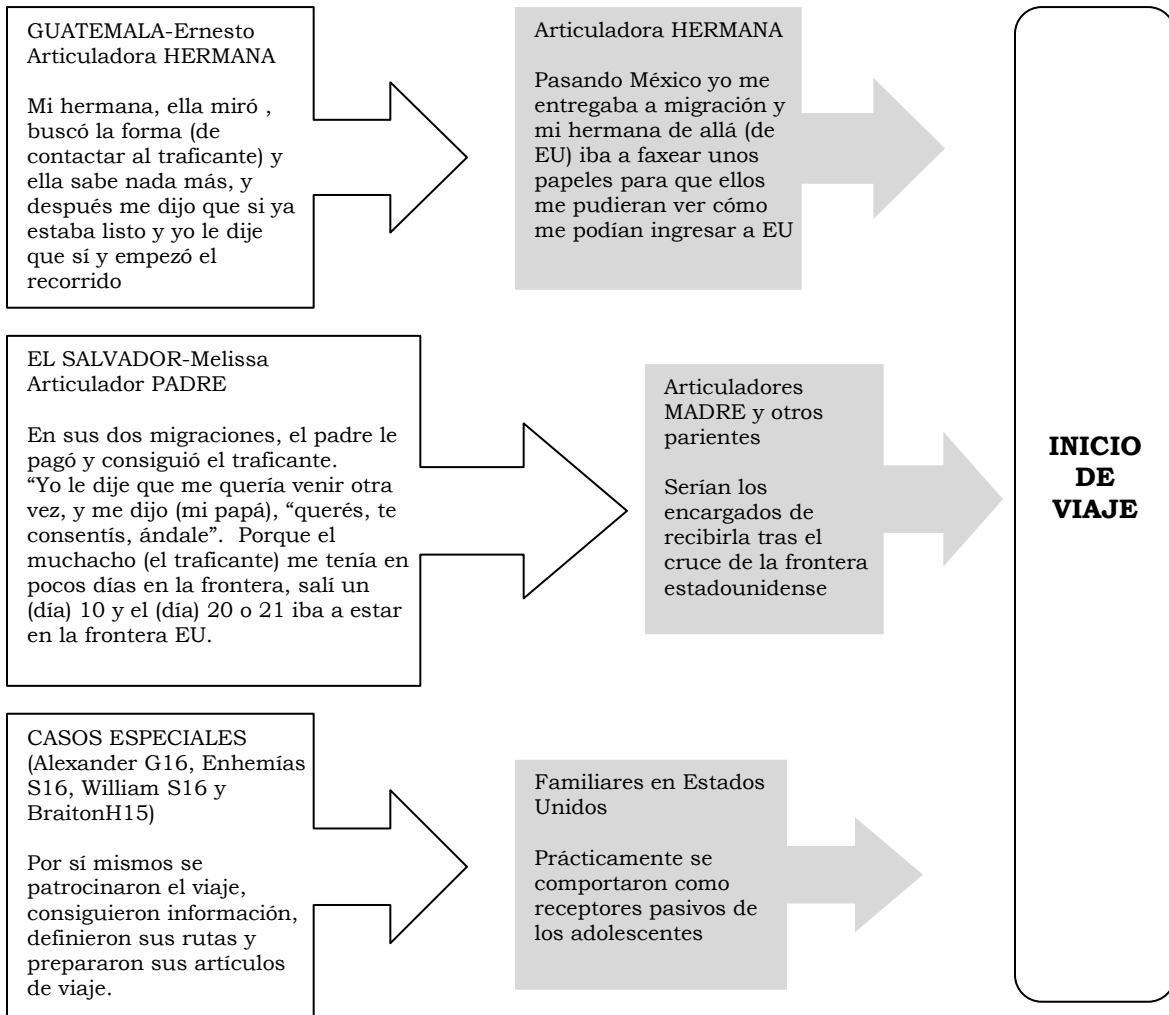 GUATEMALA-Ernesto
Articuladora HERMANA
Mi hermana, ella miró ,
buscó la forma (de
contactar al traficante) y
ella sabe nada más, y
después me dijo que si ya
estaba listo y yo le dije
que sí y empezó el
recorrido
Articuladora HERMANA
Pasando México yo me
entregaba a migración y
mi hermana de allá (de
EU) iba a faxear unos
papeles para que ellos
me pudieran ver cómo
me podían ingresar a EU
EL SALVADOR-Melissa
Articulador PADRE
En sus dos migraciones, el padre le
pagó y consiguió el traficante.
“Yo le dije que me quería venir otra
vez, y me dijo (mi papá), “querés, te
consentís, ándale”. Porque el
muchacho (el traficante) me tenía en
pocos días en la frontera, salí un
(día) 10 y el (día) 20 o 21 iba a estar
en la frontera EU.
Articuladores
MADRE y otros
parientes
Serían los
encargados de
recibirla tras el
cruce de la frontera
estadounidense
CASOS ESPECIALES
(Alexander G16, Enhemías
S16, William S16 y
BraitonH15)
Por sí mismos se
patrocinaron el viaje,
consiguieron información,
definieron sus rutas y
prepararon sus artículos
de viaje.
Familiares en Estados
Unidos
Prácticamente se
comportaron como
receptores pasivos de
los adolescentes
INICIO
DE
VIAJE